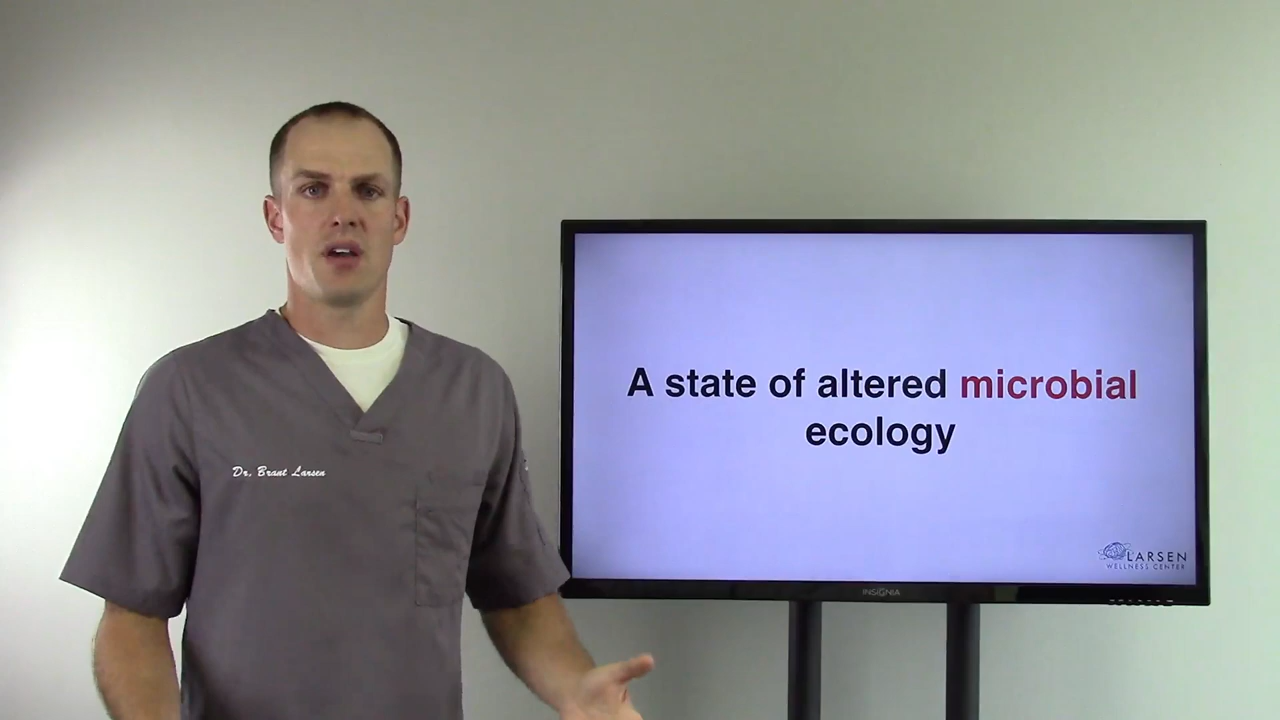 Dr. Brant Larsen
A state of altered microbial
ecology
LARSEN
WELLNESS CENTER
INSIGNIA